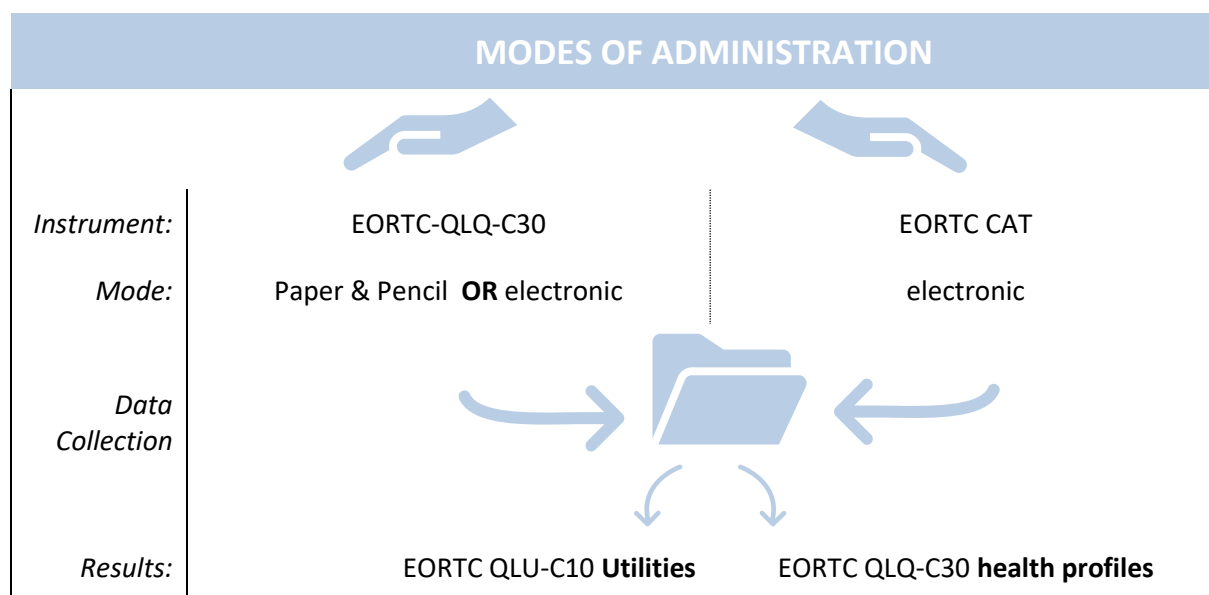 MODES OF ADMINISTRATION
Instrument: EORTC-QLQ-C30 EORTC CAT
Mode: Paper & Pencil OR electronic electronic
Data
Collection
Results: EORTC QLU-C10 Utilities EORTC QLQ-C30 health profiles